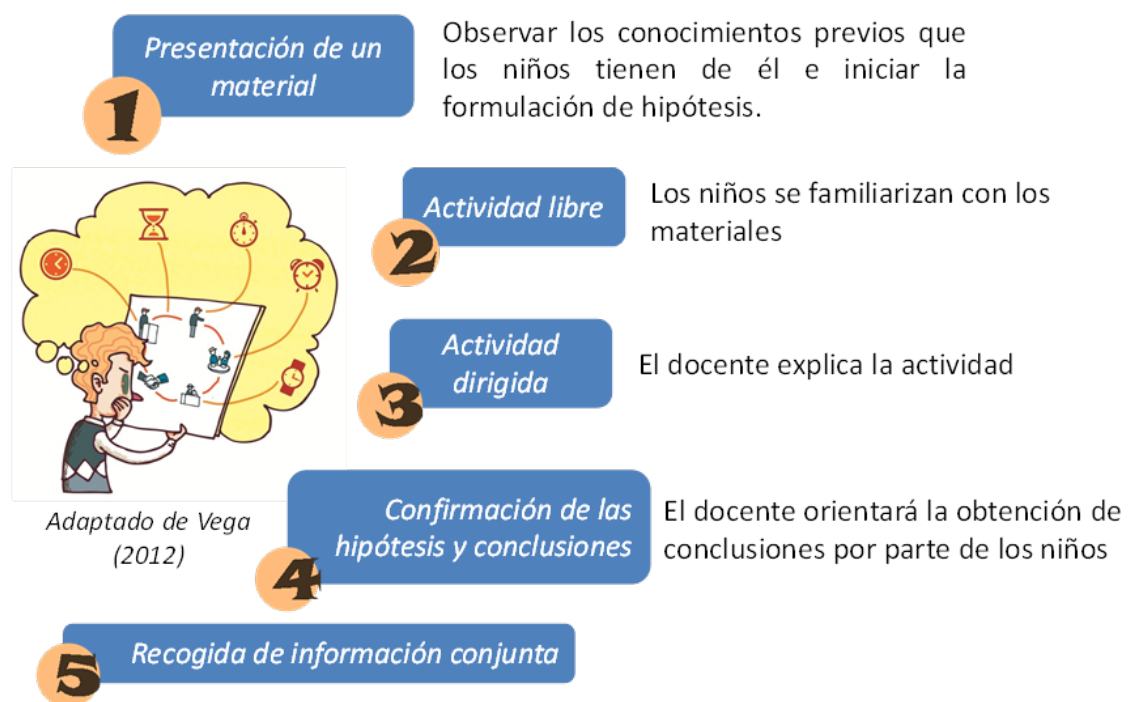 Presentación de un
material
1
Observar los conocimientos previos que
los niños tienen de él e iniciar la
formulación de hipótesis.
Actividad libre
2
Los niños se familiarizan con los
materiales
Actividad
dirigida
3
El docente explica la actividad
Adaptado de Vega
(2012)
Confirmación de las
hipótesis y conclusiones
4
El docente orientará la obtención de
conclusiones por parte de los niños
5
Recogida de información conjunta